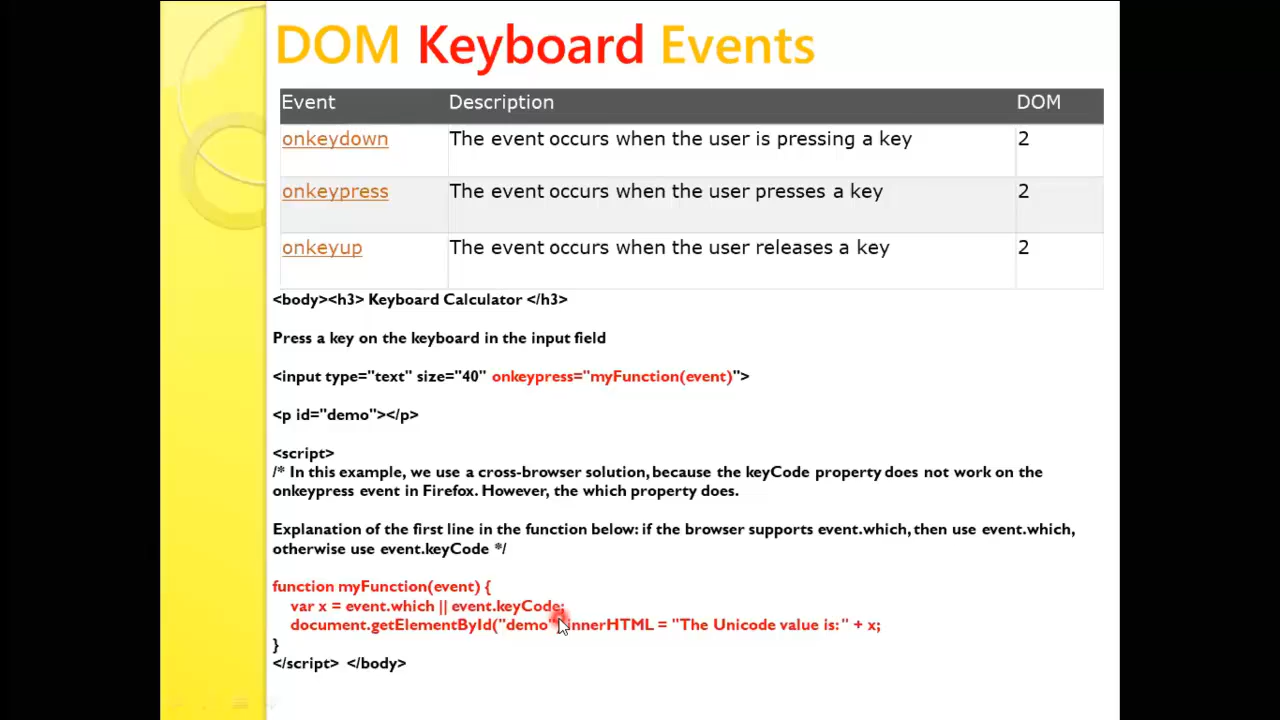 DOM Keyboard Events
Event Description DOM
onkeydown The event occurs when the user is pressing a key 2
onkeypress The event occurs when the user presses a key 2
onkeyup The event occurs when the user releases a key 2
<body><h3> Keyboard Calculator </h3>
Press a key on the keyboard in the input field
<input type="text" size="40" onkeypress="myFunction(event)">
<p id="demo"></p>
<script>
/* In this example, we use a cross-browser solution, because the keyCode property does not work on the
onkeypress event in Firefox. However, the which property does.
Explanation of the first line in the function below: if the browser supports event.which, then use event.which,
otherwise use event.keyCode */
function myFunction(event) {
var x = event.which || event.keyCode;
document.getElementById("demo").innerHTML = "The Unicode value is: " + x;
}
</script> </body>